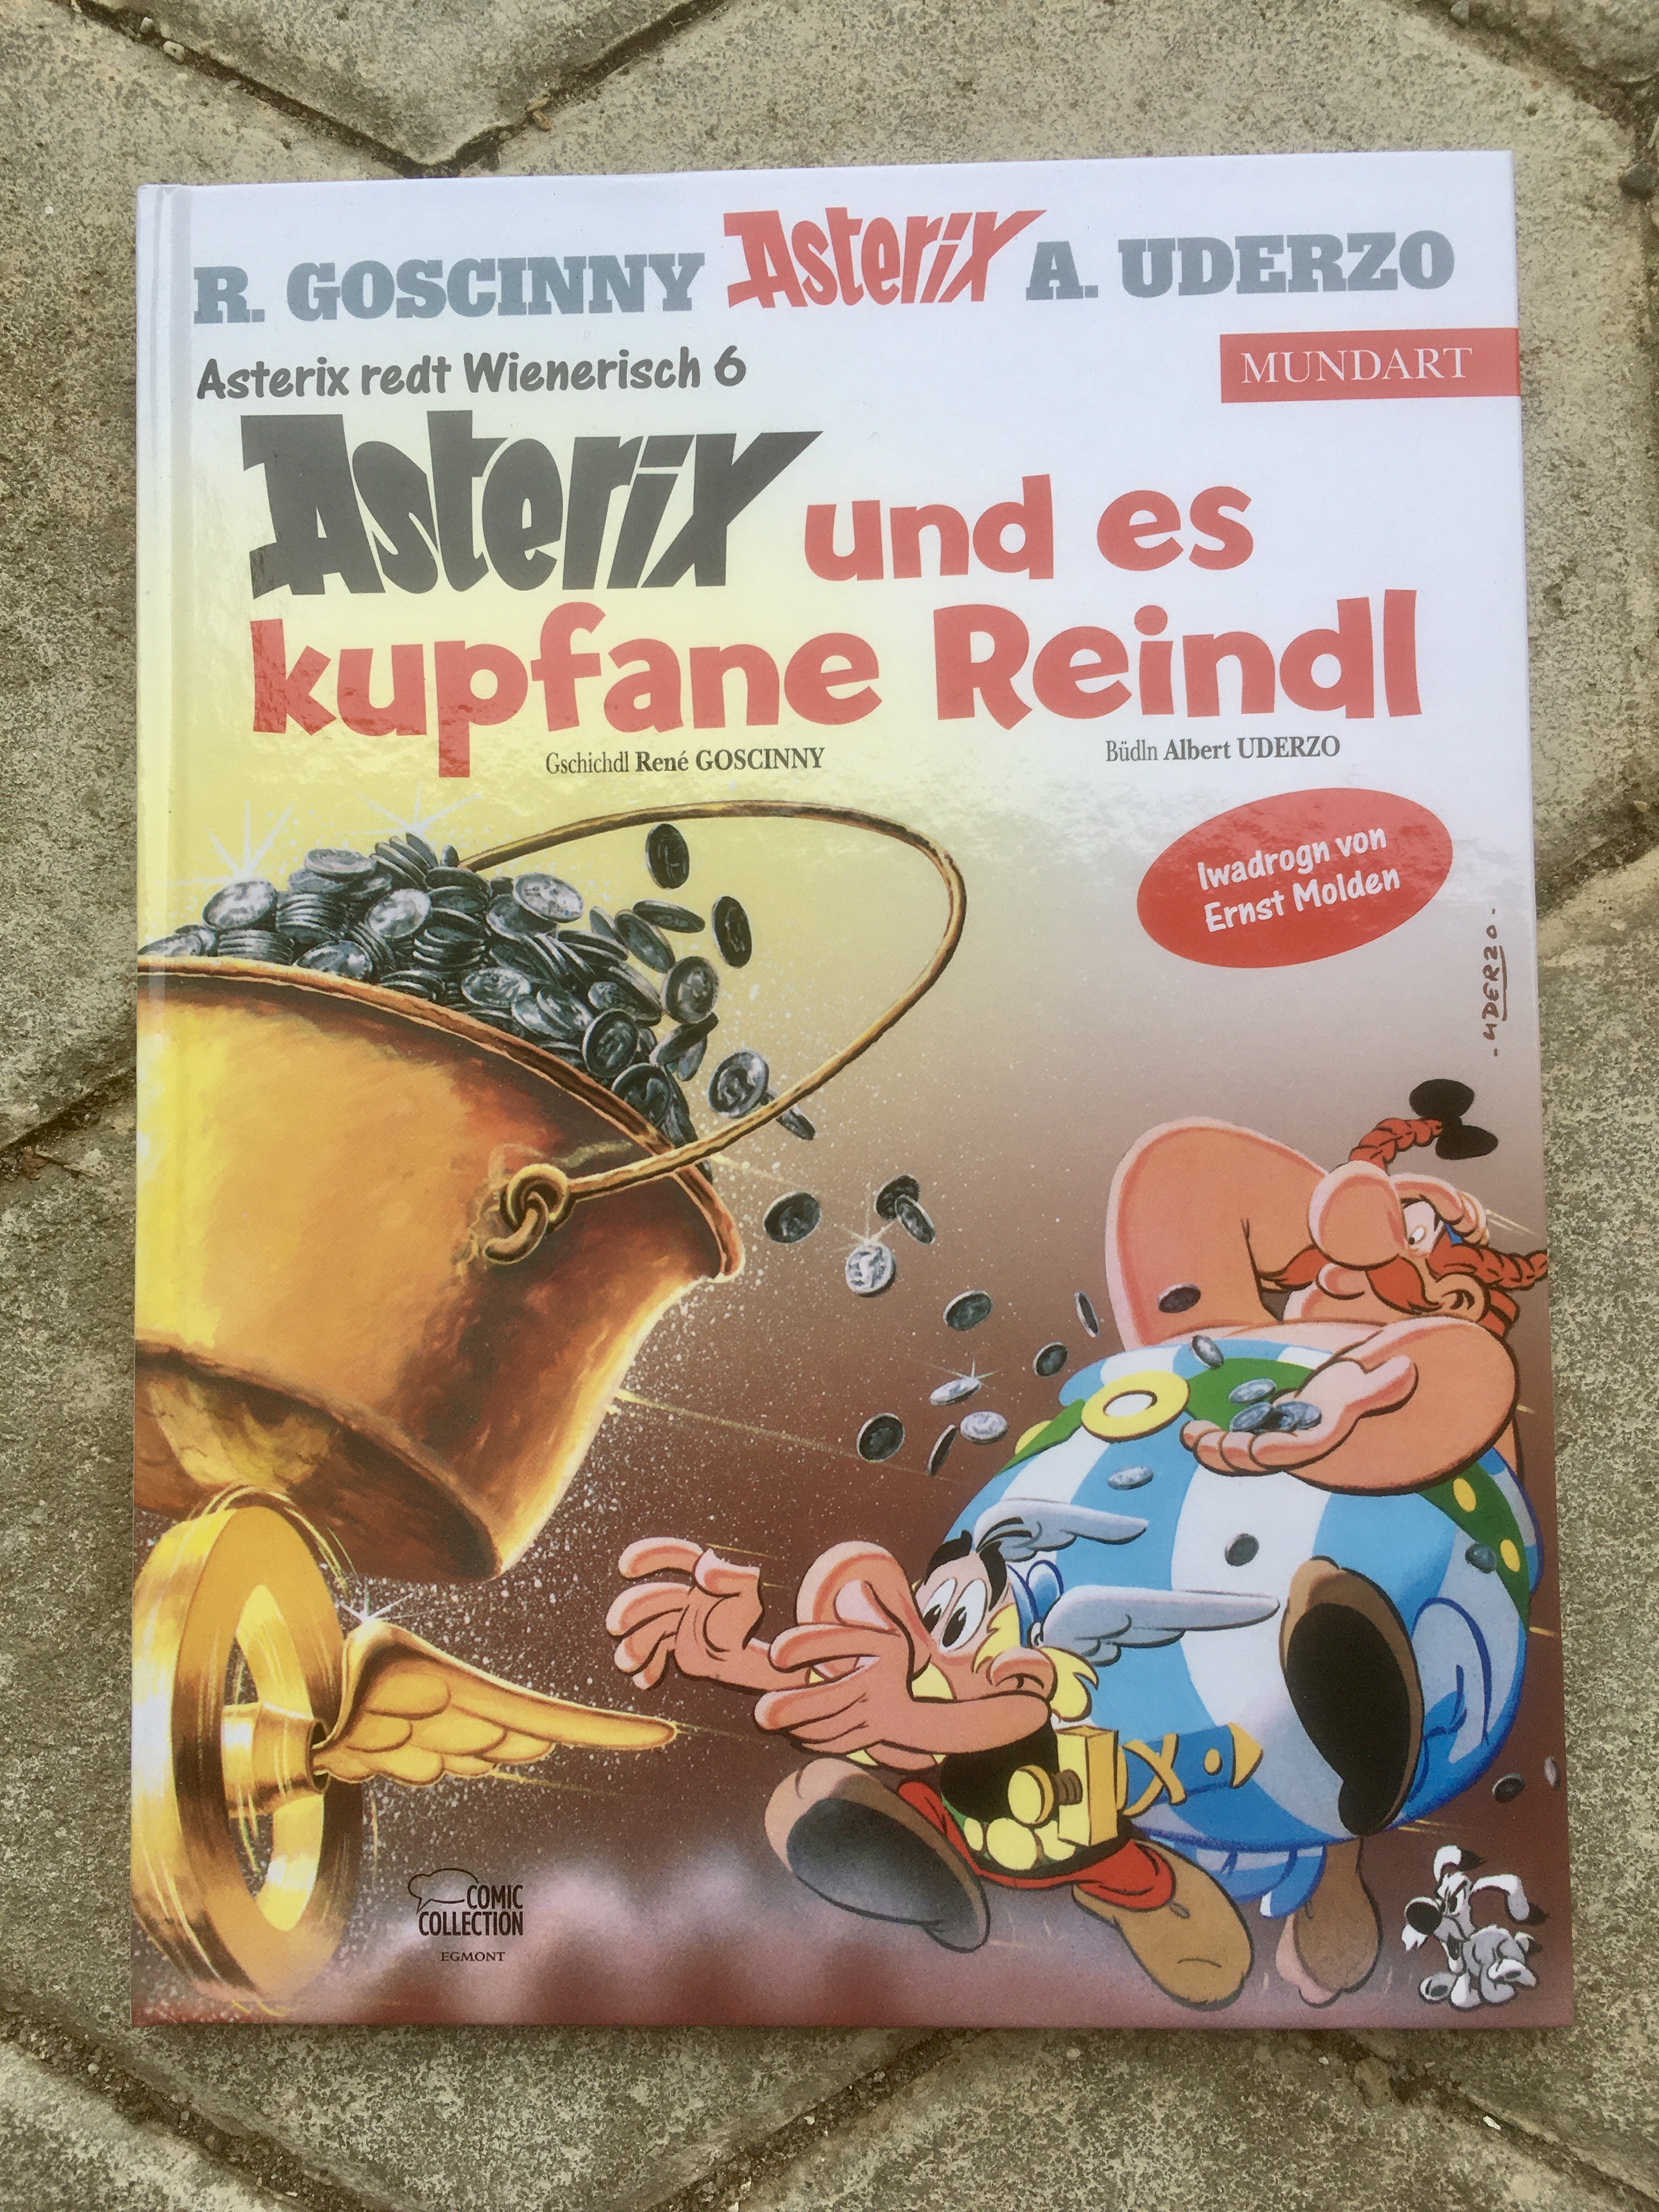 R. GOSCINNY Asterix A. UDERZO
Asterix redt Wienerisch 6
MUNDART
Asterix und es
kupfane Reindl
Gschichdl René GOSCINNY
Büdln Albert UDERZO
Iwadrogn von
Ernst Molden
-UDERZO-
COMIC
COLLECTION
EGMONT